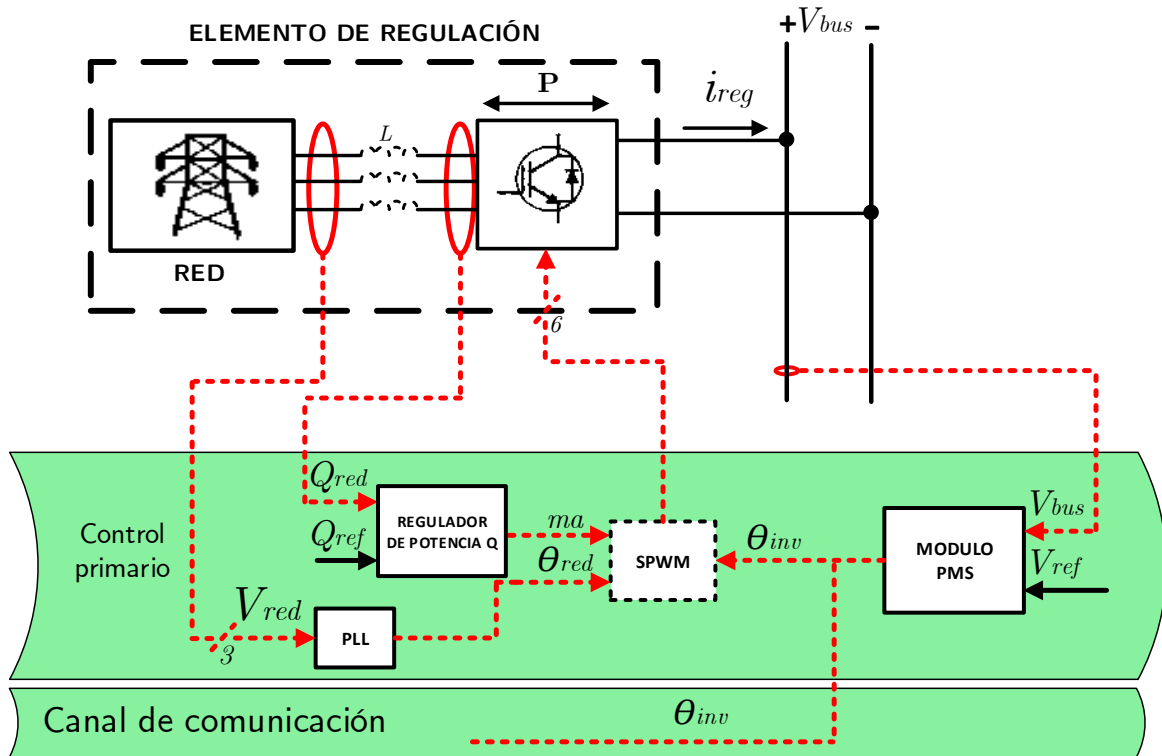 ELEMENTO DE REGULACIÓN
+ Vbus -
P
ireg
L
RED
6
Qred
Qref
REGULADOR
DE POTENCIA Q
ma
θred
SPWM
θinv
Vbus
MODULO
PMS
Vref
Control
primario
Vred
3
PLL
Canal de comunicación
θinv